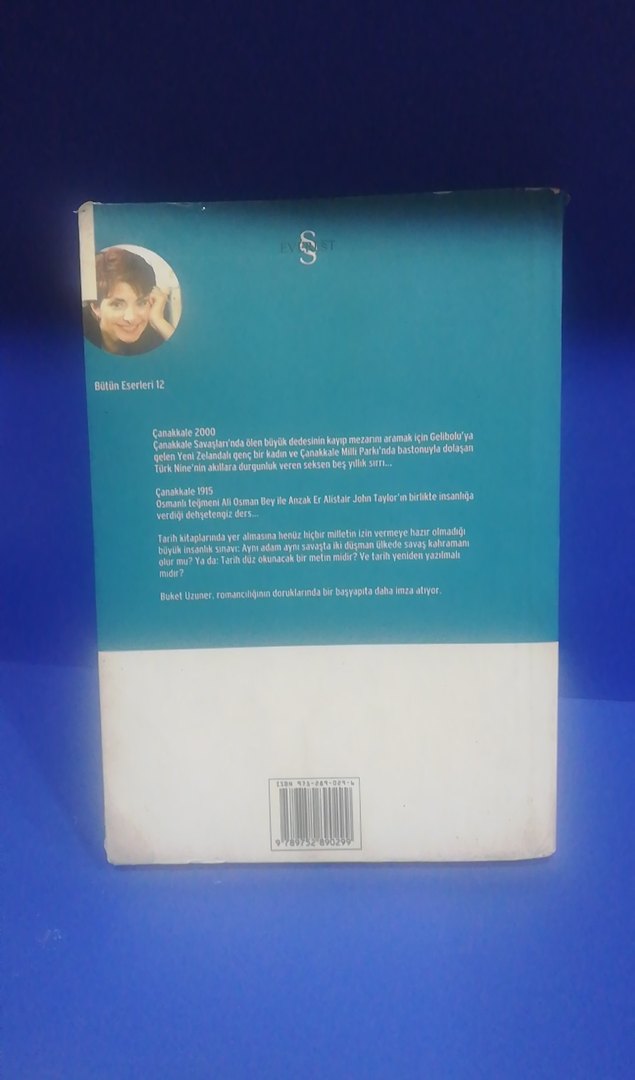 EVEREST
Bütün Eserleri 12
Çanakkale 2000
Çanakkale Savaşları'nda ölen büyük dedesinin kayıp mezarını aramak için Gelibolu'ya
gelen Yeni Zelandalı genç bir kadın ve Çanakkale Milli Parkı'nda bastonuyla dolaşan
Türk Nine'nin akıllara durgunluk veren seksen beş yıllık sırrı...
Çanakkale 1915
Osmanlı teğmeni Ali Osman Bey ile Anzak Er Alistair John Taylor'ın birlikte insanlığa
verdiği dehşetengiz ders...
Tarih kitaplarında yer almasına henüz hiçbir milletin izin vermeye hazır olmadığı
büyük insanlık sınavı: Aynı adam aynı savaşta iki düşman ülkede savaş kahramanı
olur mu? Ya da: Tarih düz okunacak bir metin midir? Ve tarih yeniden yazılmalı
mıdır?
Buket Uzuner, romancılığının doruklarında bir başyapıta daha imza atıyor.
ISBN 975-289-029-6
9 789752 890299